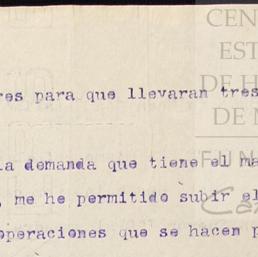 CEN
EST
DE H
DE M
FUN
res para que llevaran tres
la demanda que tiene el ma
, me he permitido subir el
operaciones que se hacen p